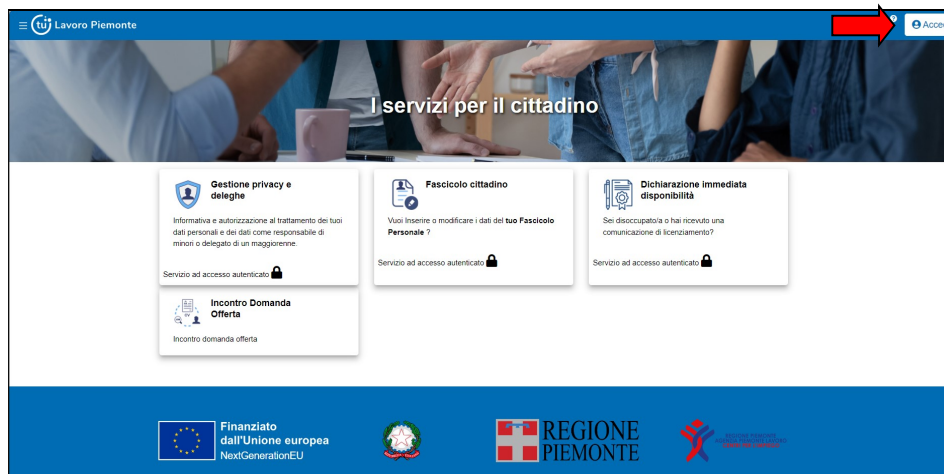 tu Lavoro Piemonte
?
Acce
I servizi per il cittadino
Gestione privacy e
deleghe
Informativa e autorizzazione al trattamento dei tuoi
dati personali e dei dati come responsabile di
minori o delegato di un maggiorenne.
Servizio ad accesso autenticato
Fascicolo cittadino
Vuoi Inserire o modificare i dati del tuo Fascicolo
Personale ?
Servizio ad accesso autenticato
Dichiarazione immediata
disponibilità
Sei disoccupato/a o hai ricevuto una
comunicazione di licenziamento?
Servizio ad accesso autenticato
CV
Incontro Domanda
Offerta
Incontro domanda offerta
Finanziato
dall'Unione europea
NextGenerationEU
REGIONE
PIEMONTE